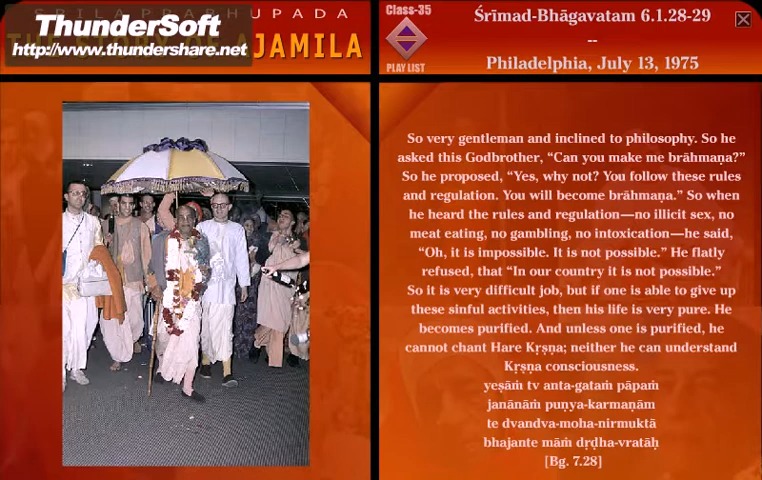 SRILA PRABHUPADA
ThunderSoft
http://www.thundershare.net
THE STORY OF AJAMILA
Class-35
PLAY LIST
Śrīmad-Bhāgavatam 6.1.28-29
--
Philadelphia, July 13, 1975
So very gentleman and inclined to philosophy. So he
asked this Godbrother, “Can you make me brāhmaṇa?”
So he proposed, “Yes, why not? You follow these rules
and regulation. You will become brāhmaṇa.” So when
he heard the rules and regulation—no illicit sex, no
meat eating, no gambling, no intoxication—he said,
“Oh, it is impossible. It is not possible.” He flatly
refused, that “In our country it is not possible.”
So it is very difficult job, but if one is able to give up
these sinful activities, then his life is very pure. He
becomes purified. And unless one is purified, he
cannot chant Hare Kṛṣṇa; neither he can understand
Kṛṣṇa consciousness.
yeṣāṁ tv anta-gataṁ pāpaṁ
janānāṁ puṇya-karmaṇām
te dvandva-moha-nirmuktā
bhajante māṁ dṛḍha-vratāḥ
[Bg. 7.28]